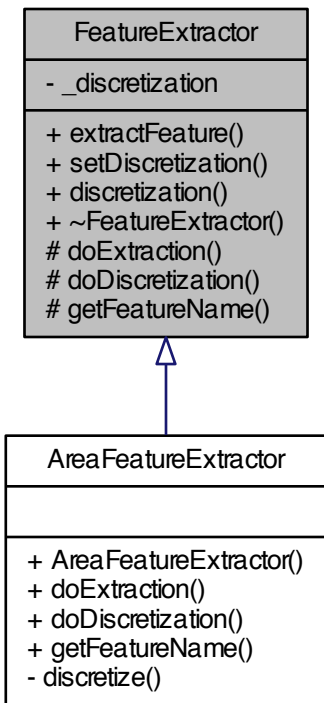 FeatureExtractor
- _discretization
+ extractFeature()
+ setDiscretization()
+ discretization()
+ ~FeatureExtractor()
# doExtraction()
# doDiscretization()
# getFeatureName()
AreaFeatureExtractor
+ AreaFeatureExtractor()
+ doExtraction()
+ doDiscretization()
+ getFeatureName()
- discretize()